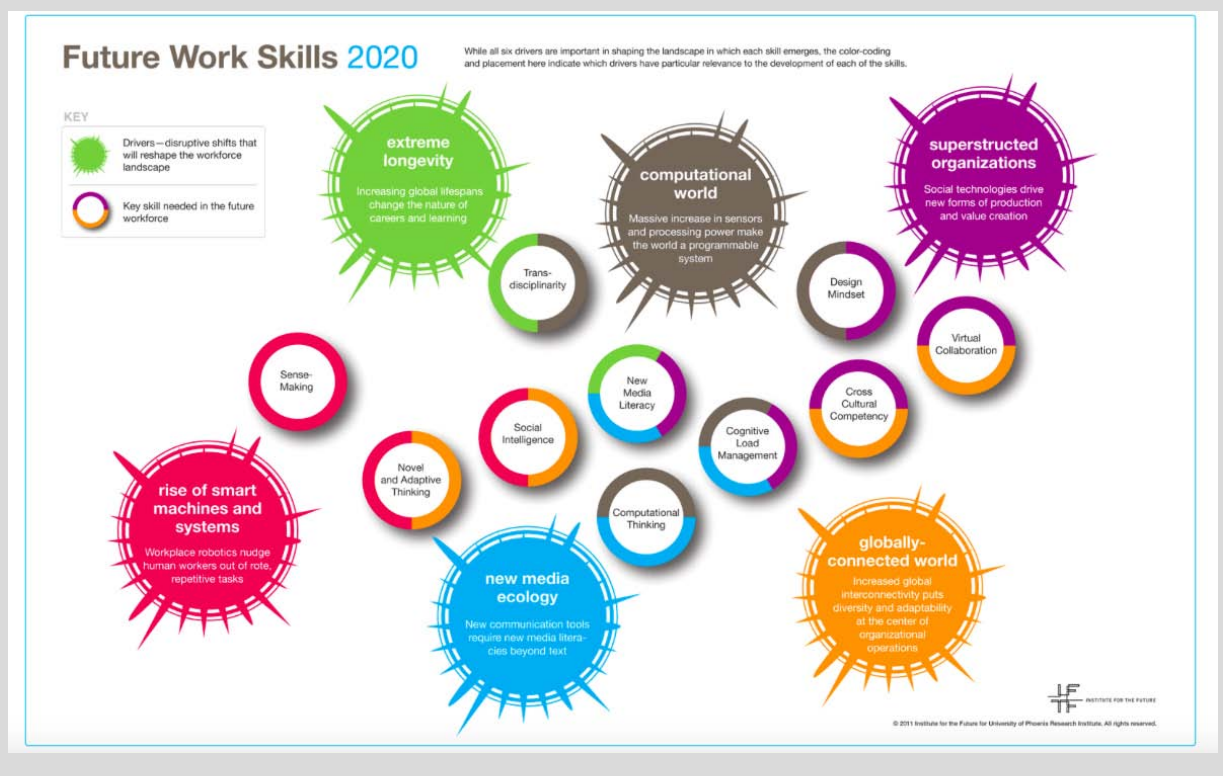 Future Work Skills 2020
While all six drivers are important in shaping the landscape in which each skill emerges, the color-coding
and placement here indicate which drivers have particular relevance to the development of each of the skills.
KEY
Drivers—disruptive shifts that
will reshape the workforce
landscape
Key skill needed in the future
workforce
extreme
longevity
Increasing global lifespans
change the nature of
careers and learning
computational
world
Massive increase in sensors
and processing power make
the world a programmable
system
superstructed
organizations
Social technologies drive
new forms of production
and value creation
Trans-
disciplinarity
Design
Mindset
Virtual
Collaboration
Sense-
Making
New
Media
Literacy
Cross
Cultural
Competency
Social
Intelligence
Cognitive
Load
Management
Novel
and Adaptive
Thinking
Computational
Thinking
rise of smart
machines and
systems
Workplace robotics nudge
human workers out of rote,
repetitive tasks
new media
ecology
New communication tools
require new media litera-
cies beyond text
globally-
connected world
Increased global
interconnectivity puts
diversity and adaptability
at the center of
organizational
operations
IF
TF
INSTITUTE FOR THE FUTURE
© 2011 Institute for the Future for University of Phoenix Research Institute. All rights reserved.